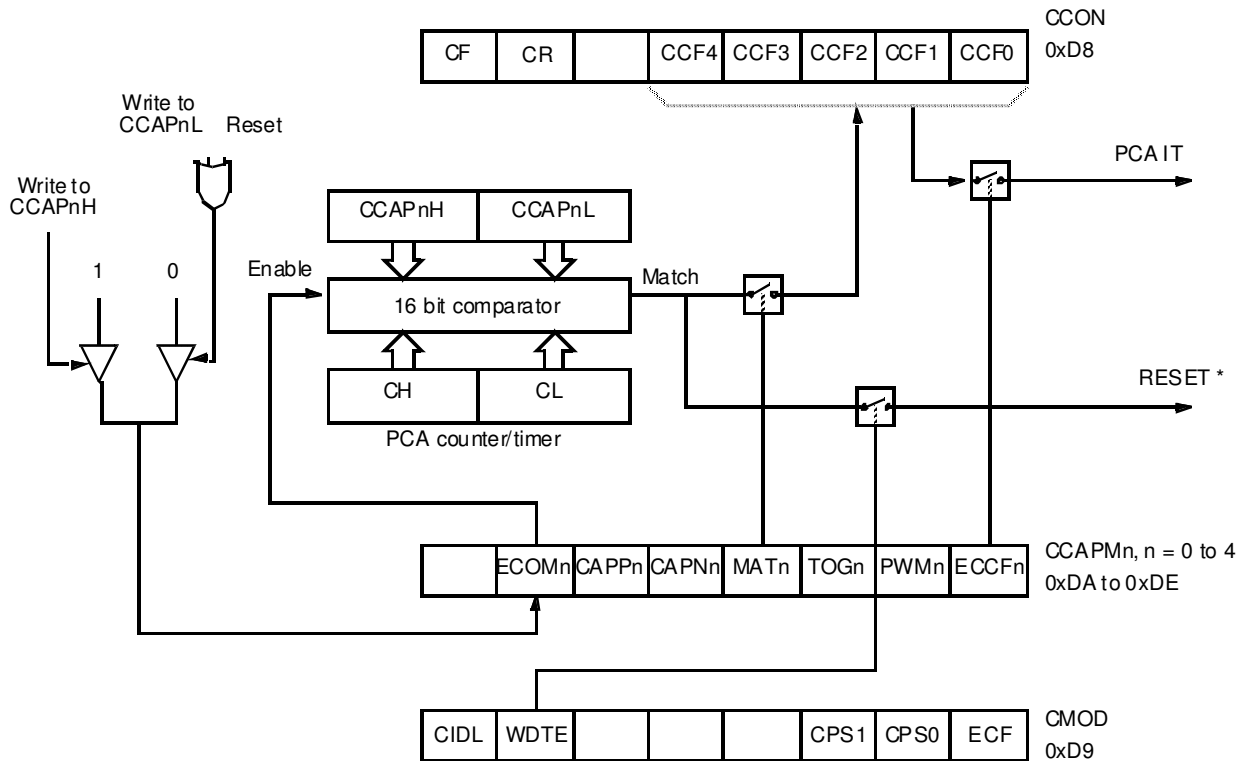 CCON
CF CR CCF4 CCF3 CCF2 CCF1 CCF0 0xD8
Write to
CCAPnL Reset
PCA IT
Write to
CCAPnH
CCAPnH CCAPnL
1 0 Enable Match
16 bit comparator
CH CL
RESET *
PCA counter/timer
ECOMn CAPPn CAPNn MATn TOGn PWMn ECCFn CCAPMn, n = 0 to 4
0xDA to 0xDE
CIDL WDTE CPS1 CPS0 ECF CMOD
0xD9